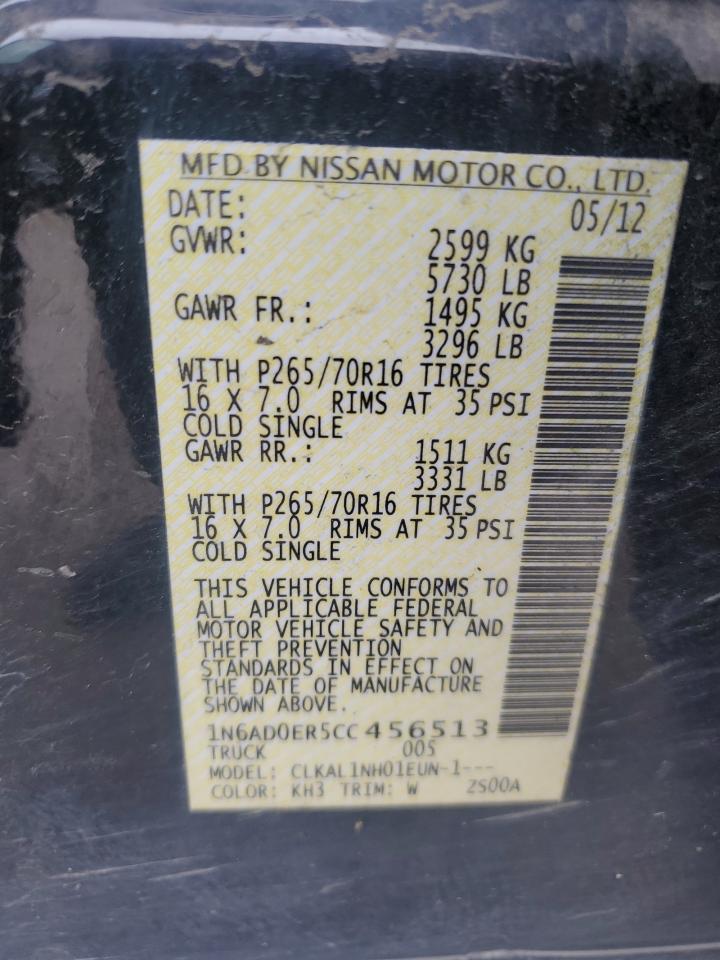 MFD BY NISSAN MOTOR CO., LTD.
DATE: 05/12
GVWR: 2599 KG
5730 LB
GAWR FR.: 1495 KG
3296 LB
WITH P265/70R16 TIRES
16 X 7.0 RIMS AT 35 PSI
COLD SINGLE
GAWR RR.: 1511 KG
3331 LB
WITH P265/70R16 TIRES
16 X 7.0 RIMS AT 35 PSI
COLD SINGLE
THIS VEHICLE CONFORMS TO
ALL APPLICABLE FEDERAL
MOTOR VEHICLE SAFETY AND
THEFT PREVENTION
STANDARDS IN EFFECT ON
THE DATE OF MANUFACTURE
SHOWN ABOVE.
1N6AD0ER5CC 456513
TRUCK 005
MODEL: CLKAL1NH01EUN-1---
COLOR: KH3 TRIM: W 2S00A